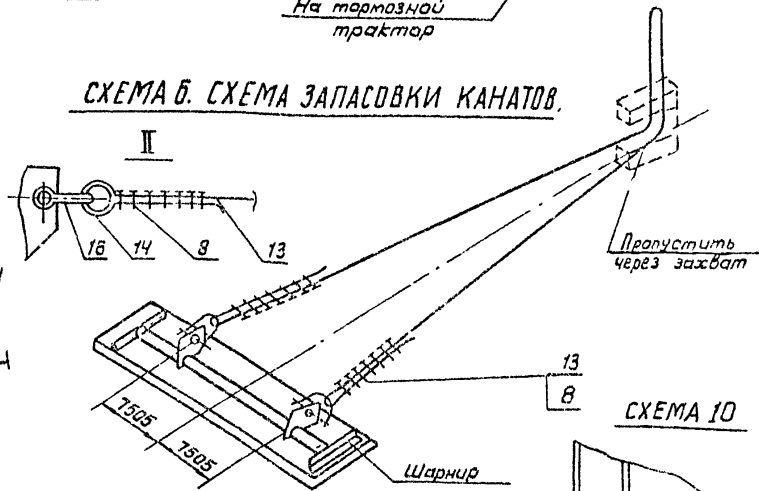 На тормозной
трактор
СХЕМА Б. СХЕМА ЗАПАСОВКИ КАНАТОВ.
II
16 14 8 13
Пропустить
через захват
13
8
7505
7505
СХЕМА 10
Шарнир